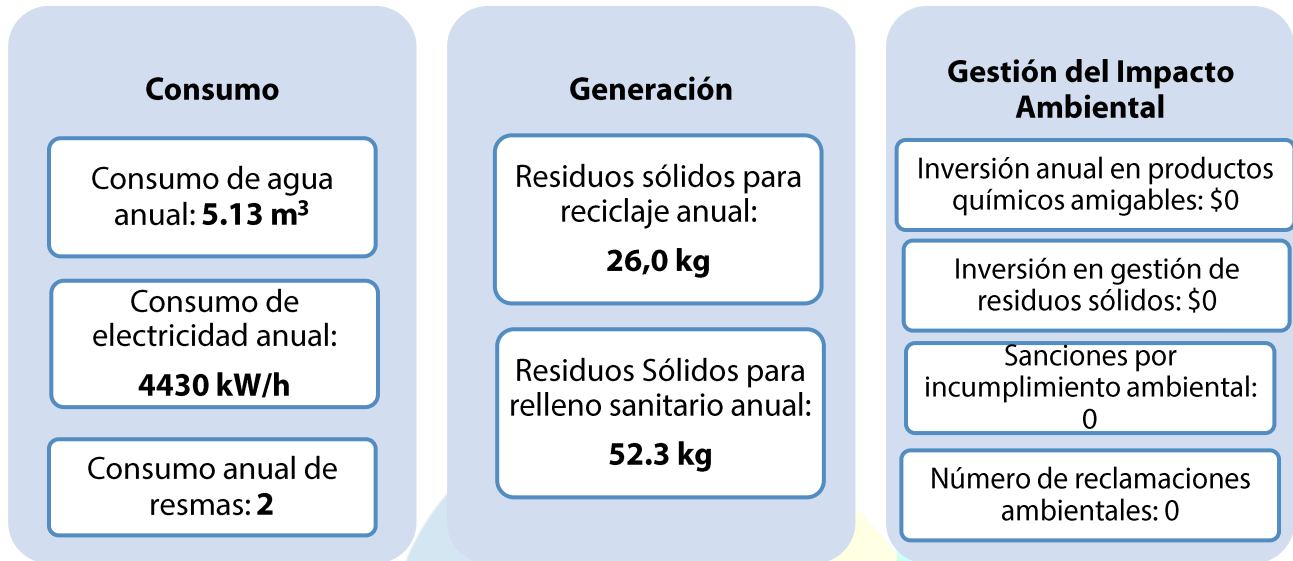 Consumo
Consumo de agua
anual: 5.13 m³
Consumo de
electricidad anual:
4430 kW/h
Consumo anual de
resmas: 2
Generación
Residuos sólidos para
reciclaje anual:
26,0 kg
Residuos Sólidos para
relleno sanitario anual:
52.3 kg
Gestión del Impacto
Ambiental
Inversión anual en productos
químicos amigables: $0
Inversión en gestión de
residuos sólidos: $0
Sanciones por
incumplimiento ambiental:
0
Número de reclamaciones
ambientales: 0